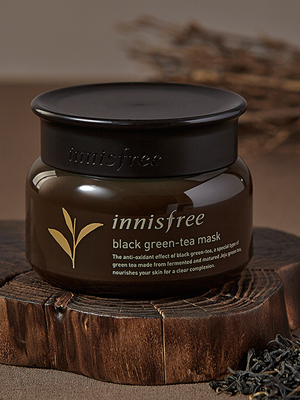 innisfree
innisfree
black green-tea mask
The anti-oxidant effect of black green-tea, a special type of
green tea made from fermented and matured Jeju green tea,
nourishes your skin for a clear complexion.